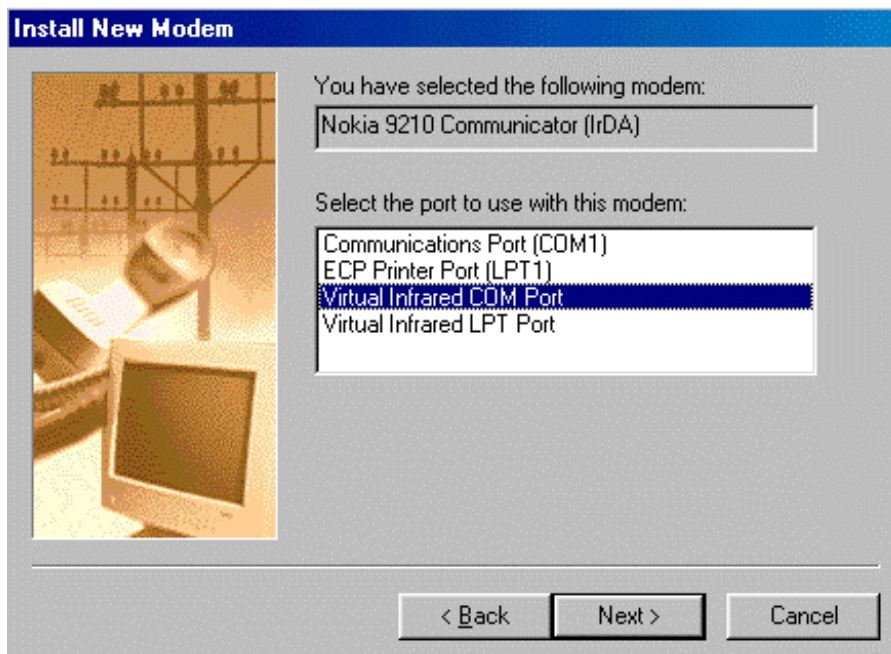 Install New Modem
You have selected the following modem:
Nokia 9210 Communicator (IrDA)
Select the port to use with this modem:
Communications Port (COM1)
ECP Printer Port (LPT1)
Virtual Infrared COM Port
Virtual Infrared LPT Port
< Back
Next >
Cancel